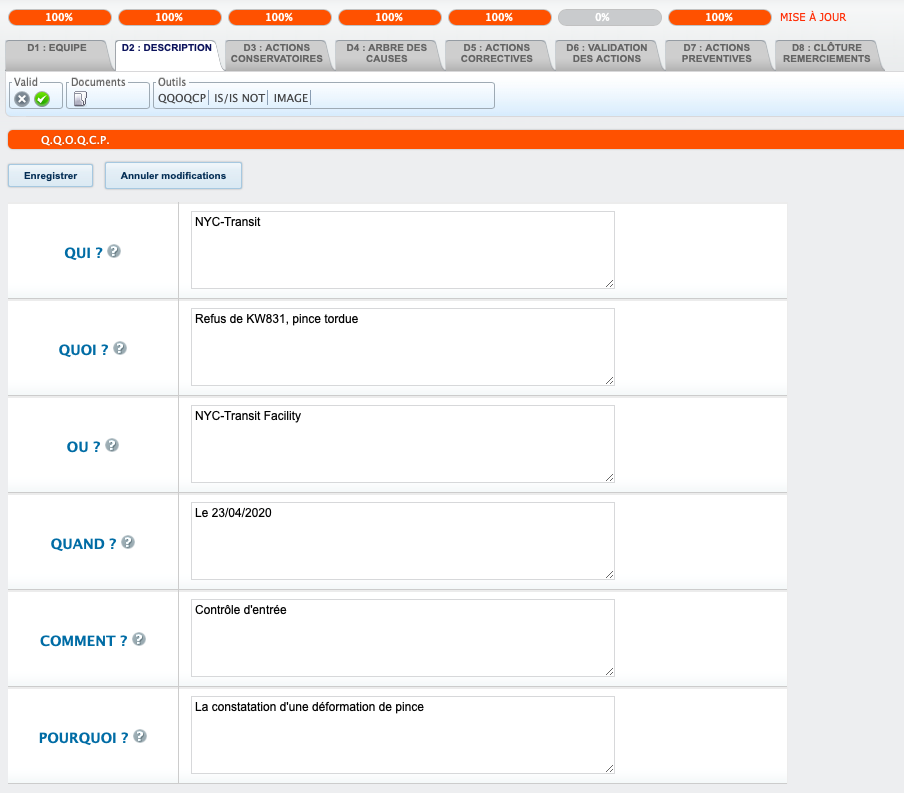 100% 100% 100% 100% 100% 0% 100% MISE À JOUR
D1 : EQUIPE
D2 : DESCRIPTION
D3 : ACTIONS
CONSERVATOIRES
D4 : ARBRE DES
CAUSES
D5 : ACTIONS
CORRECTIVES
D6 : VALIDATION
DES ACTIONS
D7 : ACTIONS
PREVENTIVES
D8 : CLÔTURE
REMERCIEMENTS
Valid
Documents
Outils
QQOQCP IS/IS NOT IMAGE
Q.Q.O.Q.C.P.
Enregistrer Annuler modifications
QUI ?
NYC-Transit
QUOI ?
Refus de KW831, pince tordue
OU ?
NYC-Transit Facility
QUAND ?
Le 23/04/2020
COMMENT ?
Contrôle d'entrée
POURQUOI ?
La constatation d'une déformation de pince